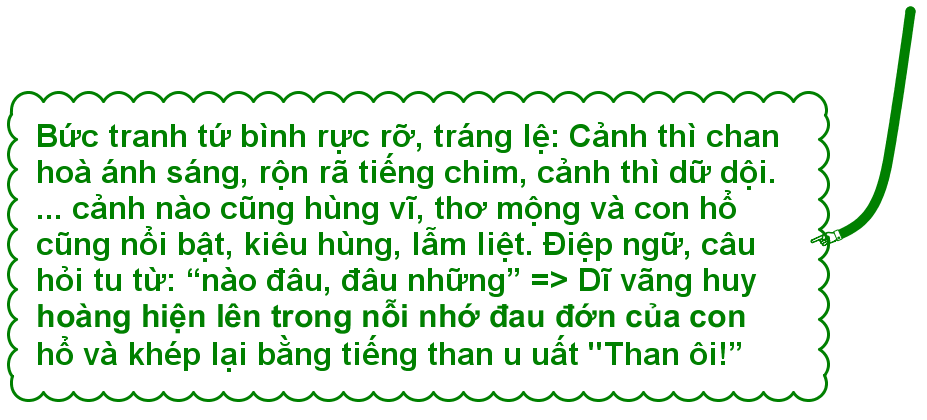 Bức tranh tứ bình rực rỡ, tráng lệ: Cảnh thì chan
hoà ánh sáng, rộn rã tiếng chim, cảnh thì dữ dội.
... cảnh nào cũng hùng vĩ, thơ mộng và con hổ
cũng nổi bật, kiêu hùng, lẫm liệt. Điệp ngữ, câu
hỏi tu từ: “nào đâu, đâu những” => Dĩ vãng huy
hoàng hiện lên trong nỗi nhớ đau đớn của con
hổ và khép lại bằng tiếng than u uất "Than ôi!”